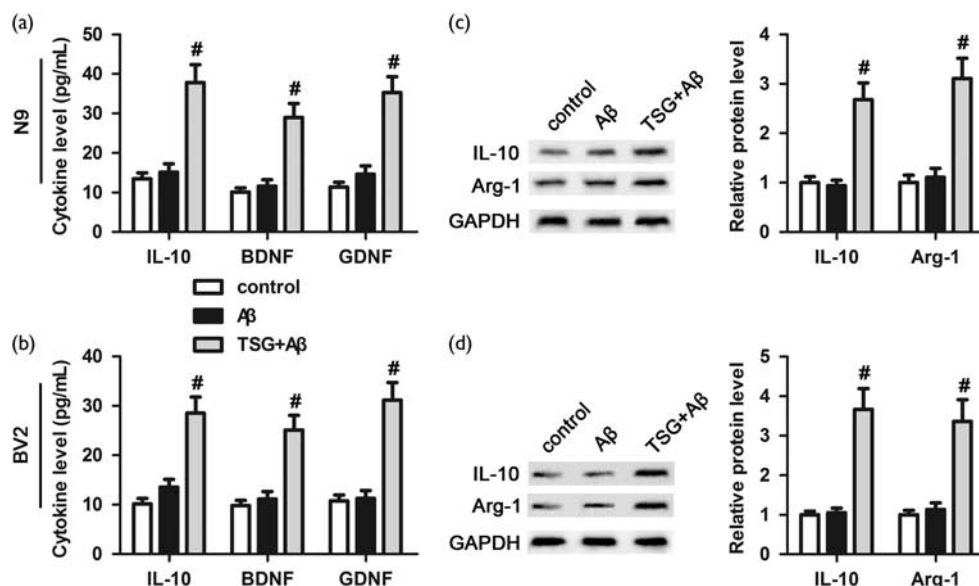 (a)
N9
Cytokine level (pg/mL)
50
40
30
20
10
0
#
#
#
IL-10 BDNF GDNF
control
Aβ
TSG+Aβ
(b)
BV2
Cytokine level (pg/mL)
40
30
20
10
0
#
#
#
IL-10 BDNF GDNF
(c)
control Aβ TSG+Aβ
IL-10
Arg-1
GAPDH
Relative protein level
4
3
2
1
0
#
#
IL-10 Arg-1
(d)
control Aβ TSG+Aβ
IL-10
Arg-1
GAPDH
Relative protein level
5
4
3
2
1
0
#
#
IL-10 Arg-1